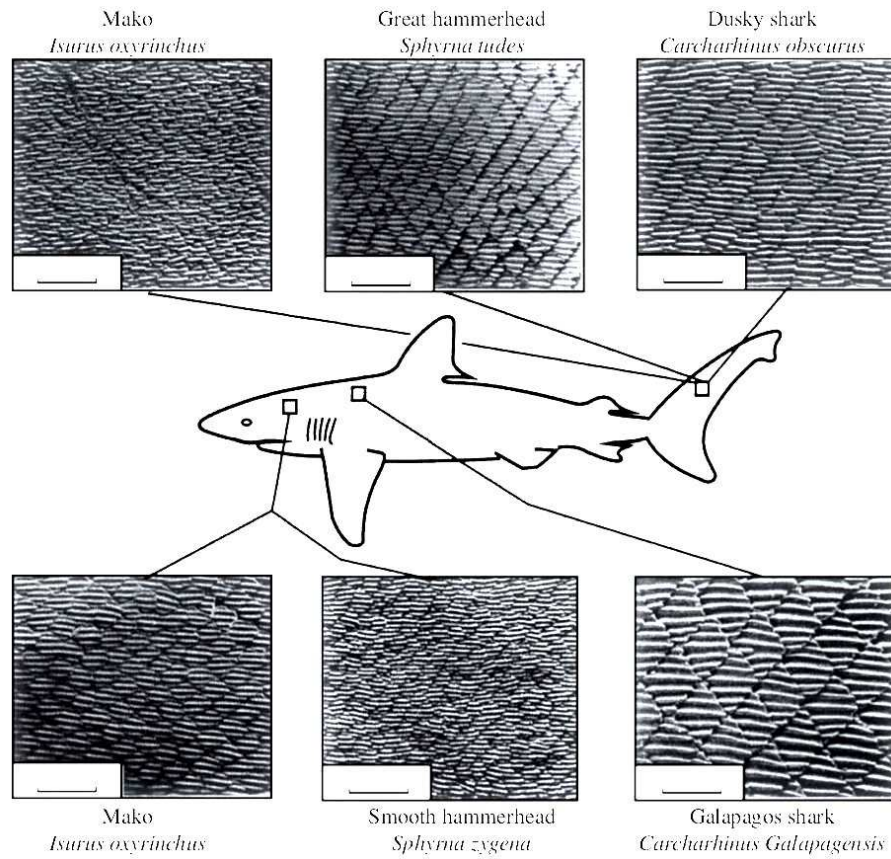 Mako
Isurus oxyrinchus
Great hammerhead
Sphyrna tudes
Dusky shark
Carcharhinus obscurus
Mako
Isurus oxyrinchus
Smooth hammerhead
Sphyrna zygena
Galapagos shark
Carcharhinus Galapagensis